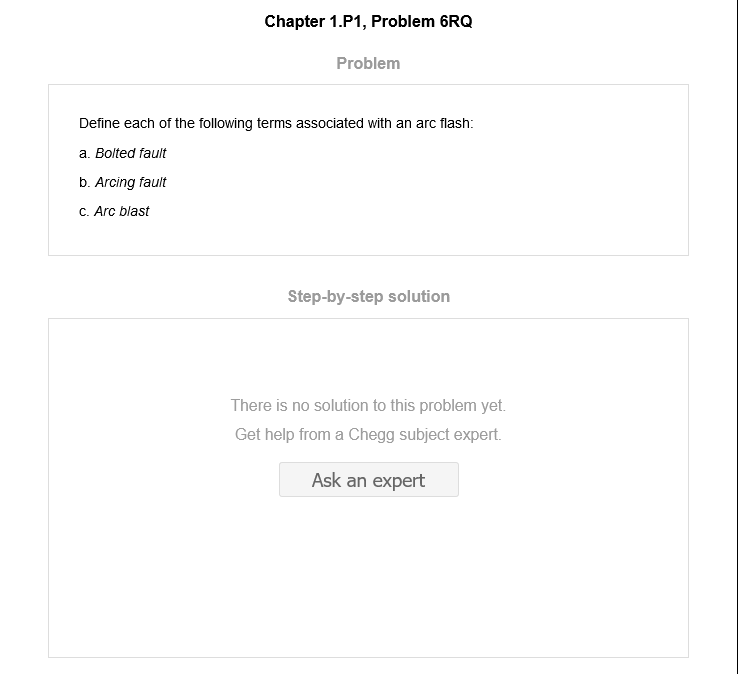 Chapter 1.P1, Problem 6RQ
Problem
Define each of the following terms associated with an arc flash:
a. Bolted fault
b. Arcing fault
c. Arc blast
Step-by-step solution
There is no solution to this problem yet.
Get help from a Chegg subject expert.
Ask an expert